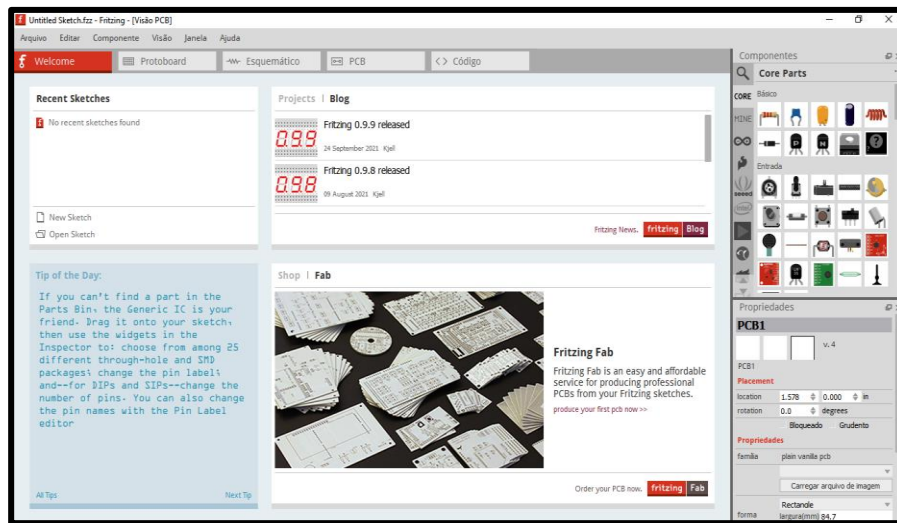 Untitled Sketch.fzz - Fritzing - [Visão PCB]
Arquivo Editar Componente Visão Janela Ajuda
Welcome Protoboard Esquemático PCB Código
Recent Sketches
No recent sketches found
New Sketch
Open Sketch
Projects | Blog
Fritzing 0.9.9 released
24 September 2021 Kjell
Fritzing 0.9.8 released
09 August 2021 Kjell
Fritzing News. fritzing Blog
Tip of the Day:
If you can't find a part in the
Parts Bin, the Generic IC is your
friend. Drag it onto your sketch,
then use the widgets in the
Inspector to: choose from among 25
different through-hole and SMD
packages; change the pin label;
and--for DIPs and SIPs--change the
number of pins. You can also change
the pin names with the Pin Label
editor
All Tips Next Tip
Shop | Fab
Fritzing Fab
Fritzing Fab is an easy and affordable
service for producing professional
PCBs from your Fritzing sketches.
produce your first pcb now >>
Order your PCB now. fritzing Fab
Componentes
Core Parts
CORE Básico
MINE
Entrada
seeed
intel
Propriedades
PCB1
v. 4
PCB1
Placement
location 1.578 0.000 in
rotation 0.0 degrees
Bloqueado Grudento
Propriedades
família plain vanilla pcb
Carregar arquivo de imagem
Rectangle
forma largura(mm) 84.7